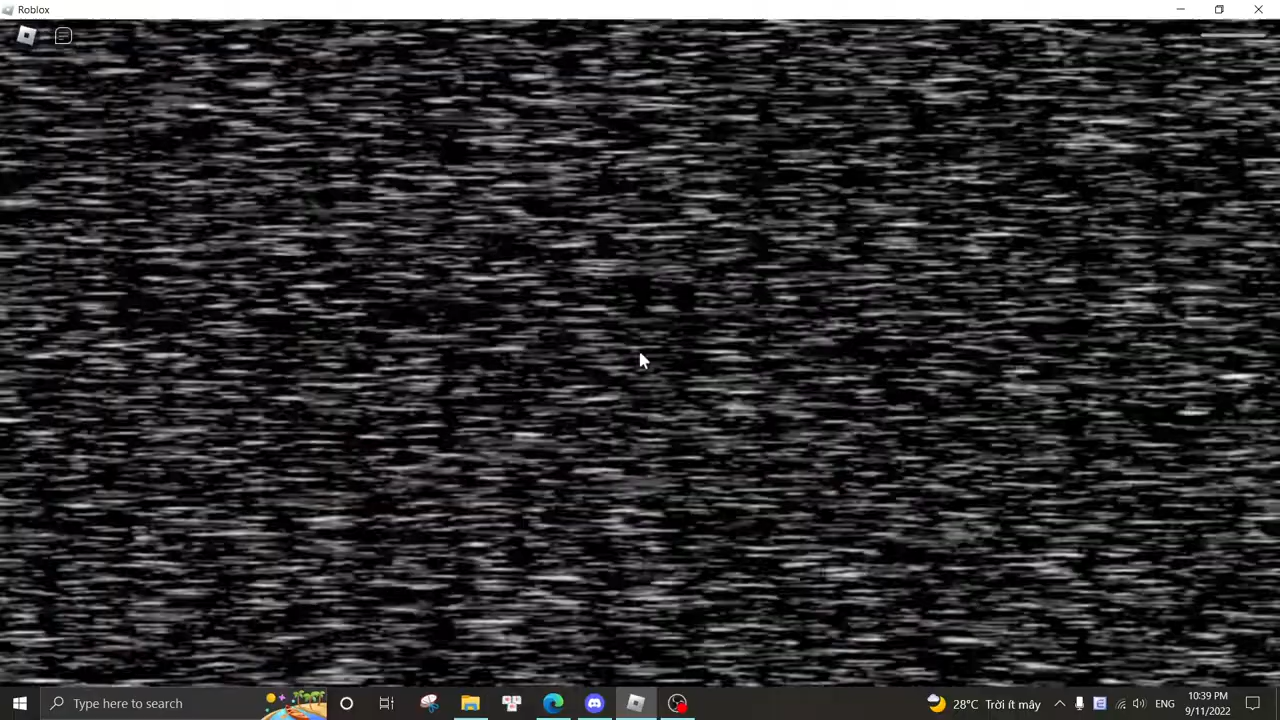 Roblox
Type here to search
28°C Trời ít mây
ENG
10:39 PM
9/11/2022